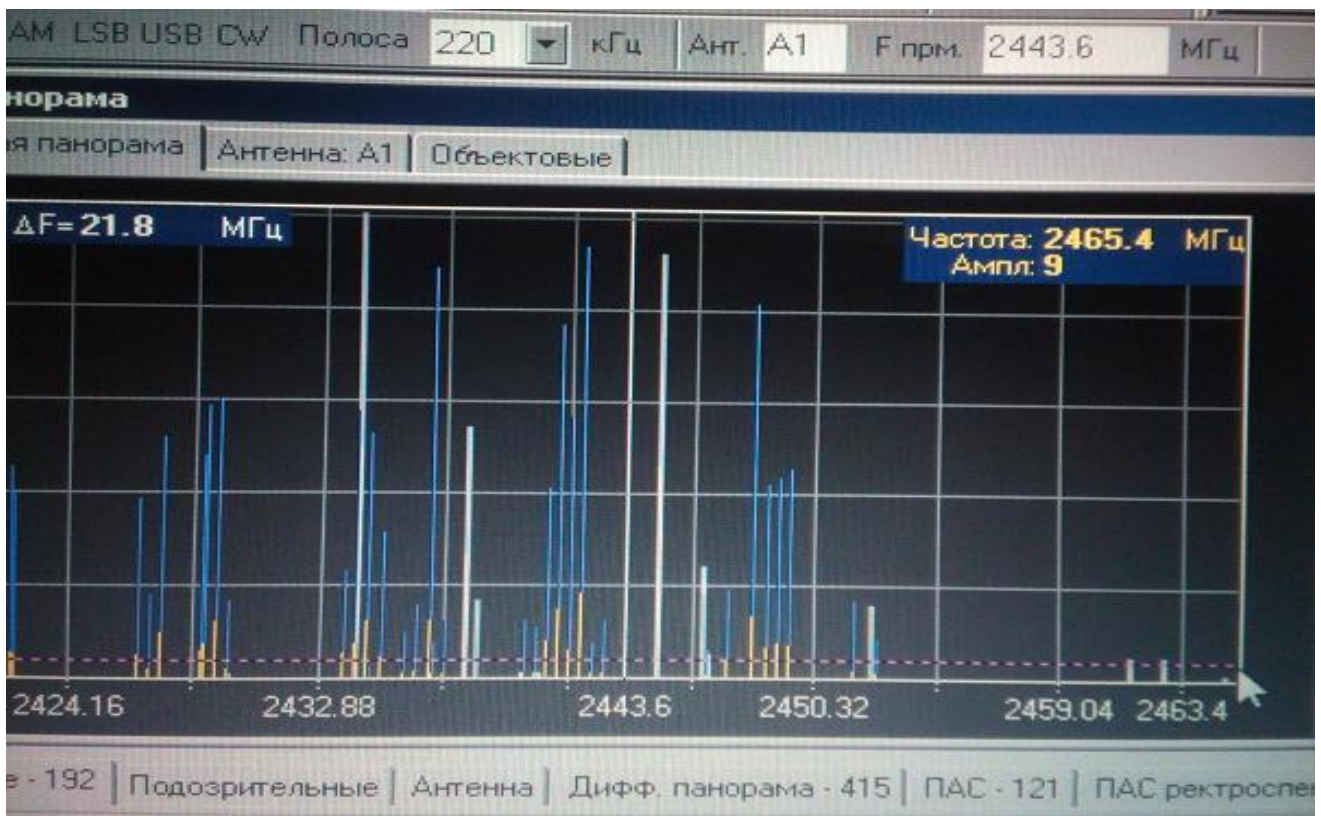 AM LSB USB CW Полоса 220 кГц Ант. А1 F прм. 2443.6 МГц
норама
я панорама Антенна: А1 Объектовые
ΔF= 21.8 МГц Частота: 2465.4 МГц
Ампл: 9
2424.16 2432.88 2443.6 2450.32 2459.04 2463.4
е - 192 Подозрительные Антенна Дифф. панорама - 415 ПАС - 121 ПАС ректроспе